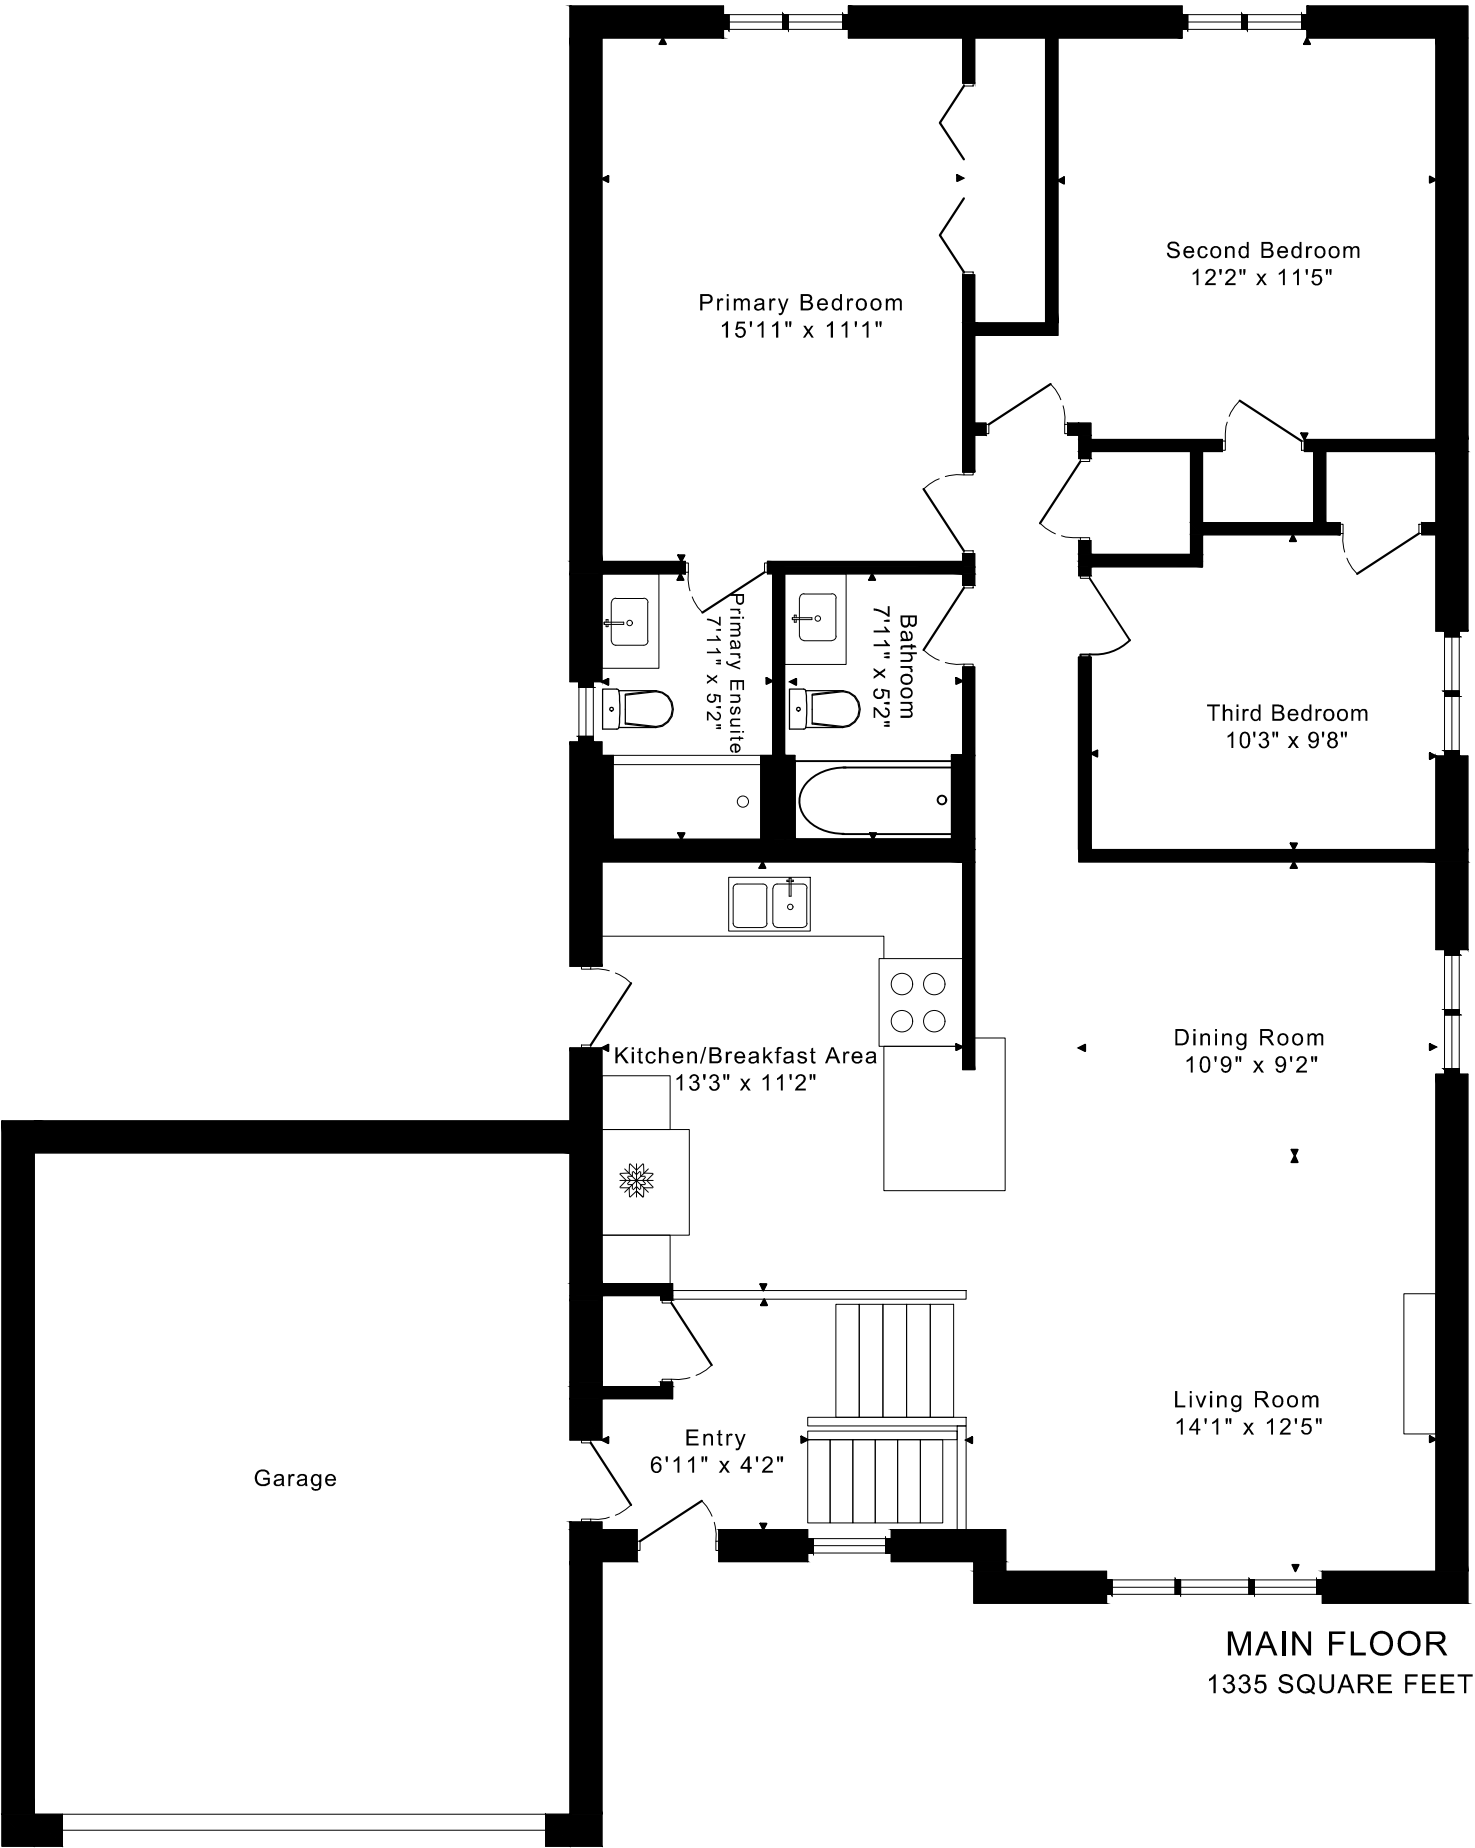 Second Bedroom
12'2" x 11'5"
Primary Bedroom
15'11" x 11'1"
Primary Ensuite
7'11" x 5'2"
Bathroom
7'11" x 5'2"
Third Bedroom
10'3" x 9'8"
Kitchen/Breakfast Area
13'3" x 11'2"
Dining Room
10'9" x 9'2"
Living Room
14'1" x 12'5"
Entry
6'11" x 4'2"
Garage
MAIN FLOOR
1335 SQUARE FEET